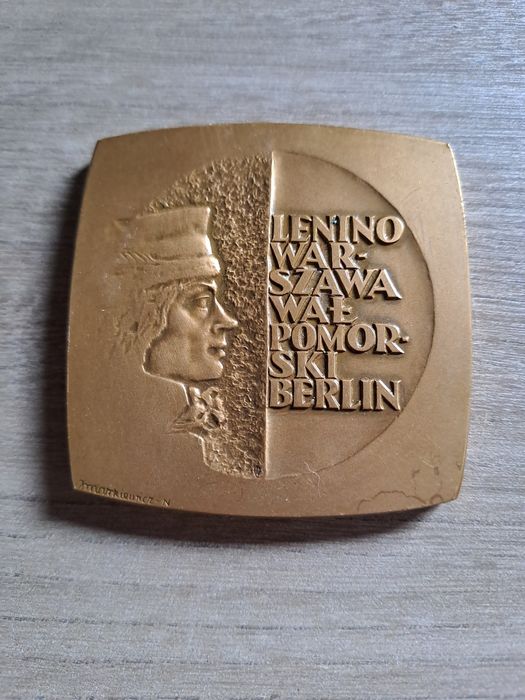 LENINO
WAR-
SZAWA
WAŁ
POMOR-
SKI
BERLIN